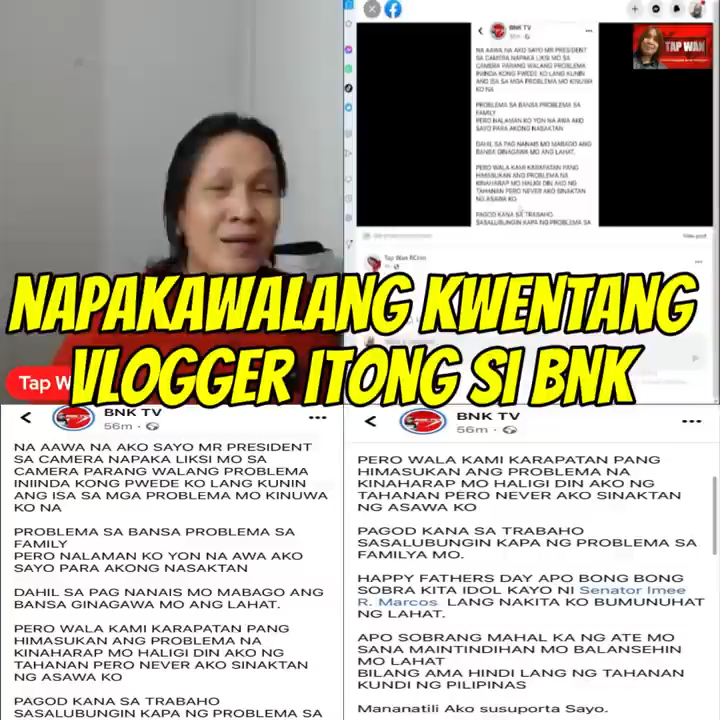 BNK TV
NA AAWA NA AKO SAYO MR PRESIDENT
SA CAMERA NAPAKA LIKSI MO SA
CAMERA PARANG WALANG PROBLEMA
INIINDA KONG PWEDE KO LANG KUNIN
ANG ISA SA MGA PROBLEMA MO KINUWA
KO NA
PROBLEMA SA BANSA PROBLEMA SA
FAMILY
PERO NALAMAN KO YON NA AWA AKO
SAYO PARA AKONG NASAKTAN
DAHIL SA PAG NANAIS MO MABAGO ANG
BANSA GINAGAWA MO ANG LAHAT.
PERO WALA KAMI KARAPATAN PANG
HIMASUKAN ANG PROBLEMA NA
KINAHARAP MO HALIGI DIN AKO NG
TAHANAN PERO NEVER AKO SINAKTAN
NG ASAWA KO
PAGOD KANA SA TRABAHO
SASALUBUNGIN KAPA NG PROBLEMA SA
TAP WAN
Tap Wan
NAPAKAWALANG KWENTANG
VLOGGER ITONG SI BNK
Tap W
BNK TV
56m
NA AAWA NA AKO SAYO MR PRESIDENT
SA CAMERA NAPAKA LIKSI MO SA
CAMERA PARANG WALANG PROBLEMA
INIINDA KONG PWEDE KO LANG KUNIN
ANG ISA SA MGA PROBLEMA MO KINUWA
KO NA
PROBLEMA SA BANSA PROBLEMA SA
FAMILY
PERO NALAMAN KO YON NA AWA AKO
SAYO PARA AKONG NASAKTAN
DAHIL SA PAG NANAIS MO MABAGO ANG
BANSA GINAGAWA MO ANG LAHAT.
PERO WALA KAMI KARAPATAN PANG
HIMASUKAN ANG PROBLEMA NA
KINAHARAP MO HALIGI DIN AKO NG
TAHANAN PERO NEVER AKO SINAKTAN
NG ASAWA KO
PAGOD KANA SA TRABAHO
SASALUBUNGIN KAPA NG PROBLEMA SA
BNK TV
56m
PERO WALA KAMI KARAPATAN PANG
HIMASUKAN ANG PROBLEMA NA
KINAHARAP MO HALIGI DIN AKO NG
TAHANAN PERO NEVER AKO SINAKTAN
NG ASAWA KO
PAGOD KANA SA TRABAHO
SASALUBUNGIN KAPA NG PROBLEMA SA
FAMILYA MO.
HAPPY FATHERS DAY APO BONG BONG
SOBRA KITA IDOL KAYO NI Senator Imee
R. Marcos LANG NAKITA KO BUMUNUHAT
NG LAHAT.
APO SOBRANG MAHAL KA NG ATE MO
SANA MAINTINDIHAN MO BALANSEHIN
MO LAHAT
BILANG AMA HINDI LANG NG TAHANAN
KUNDI NG PILIPINAS
Mananatili Ako susuporta Sayo.